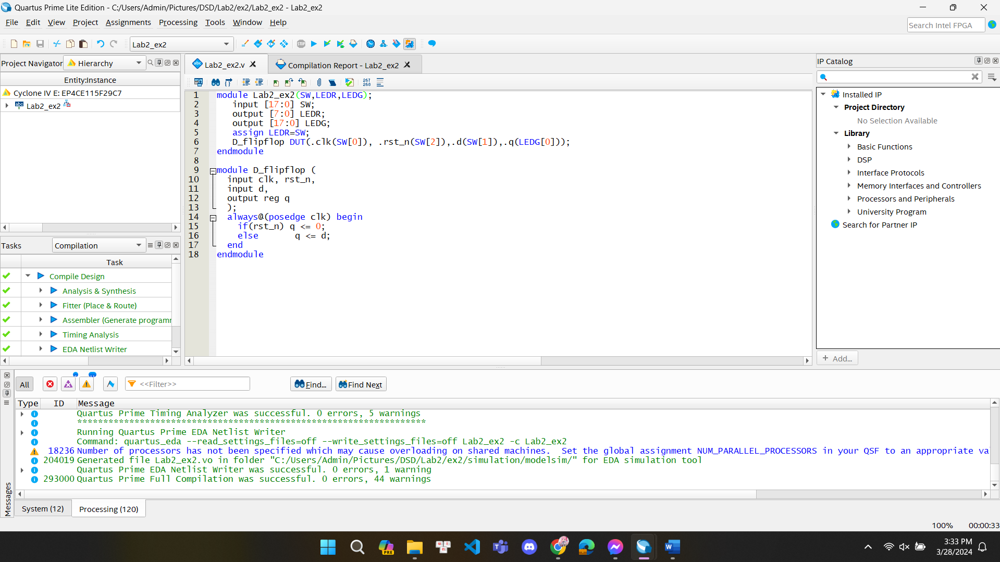 Quartus Prime Lite Edition - C:/Users/Admin/Pictures/DSD/Lab2/ex2/Lab2_ex2 - Lab2_ex2
File Edit View Project Assignments Processing Tools Window Help
Search Intel FPGA
Lab2_ex2
Project Navigator Hierarchy
Entity:Instance
Cyclone IV E: EP4CE115F29C7
Lab2_ex2
Tasks Compilation
Task
Compile Design
Analysis & Synthesis
Fitter (Place & Route)
Assembler (Generate programm
Timing Analysis
EDA Netlist Writer
Lab2_ex2.v
Compilation Report - Lab2_ex2
267
268
1 module Lab2_ex2(SW,LEDR,LEDG);
2 input [17:0] SW;
3 output [7:0] LEDR;
4 output [17:0] LEDG;
5 assign LEDR=SW;
6 D_flipflop DUT(.clk(SW[0]), .rst_n(SW[2]),.d(SW[1]),.q(LEDG[0]));
7 endmodule
8
9 module D_flipflop (
10 input clk, rst_n,
11 input d,
12 output reg q
13 );
14 always@(posedge clk) begin
15 if(rst_n) q <= 0;
16 else q <= d;
17 end
18 endmodule
IP Catalog
Installed IP
Project Directory
No Selection Available
Library
Basic Functions
DSP
Interface Protocols
Memory Interfaces and Controllers
Processors and Peripherals
University Program
Search for Partner IP
+ Add...
All <<Filter>> Find... Find Next
Type ID Message
Quartus Prime Timing Analyzer was successful. 0 errors, 5 warnings
*******************************************************************
Running Quartus Prime EDA Netlist Writer
Command: quartus_eda --read_settings_files=off --write_settings_files=off Lab2_ex2 -c Lab2_ex2
18236 Number of processors has not been specified which may cause overloading on shared machines. Set the global assignment NUM_PARALLEL_PROCESSORS in your QSF to an appropriate va
204019 Generated file Lab2_ex2.vo in folder "C:/Users/Admin/Pictures/DSD/Lab2/ex2/simulation/modelsim/" for EDA simulation tool
Quartus Prime EDA Netlist Writer was successful. 0 errors, 1 warning
293000 Quartus Prime Full Compilation was successful. 0 errors, 44 warnings
Messages
System (12) Processing (120)
100% 00:00:33
PRE
3:33 PM
3/28/2024